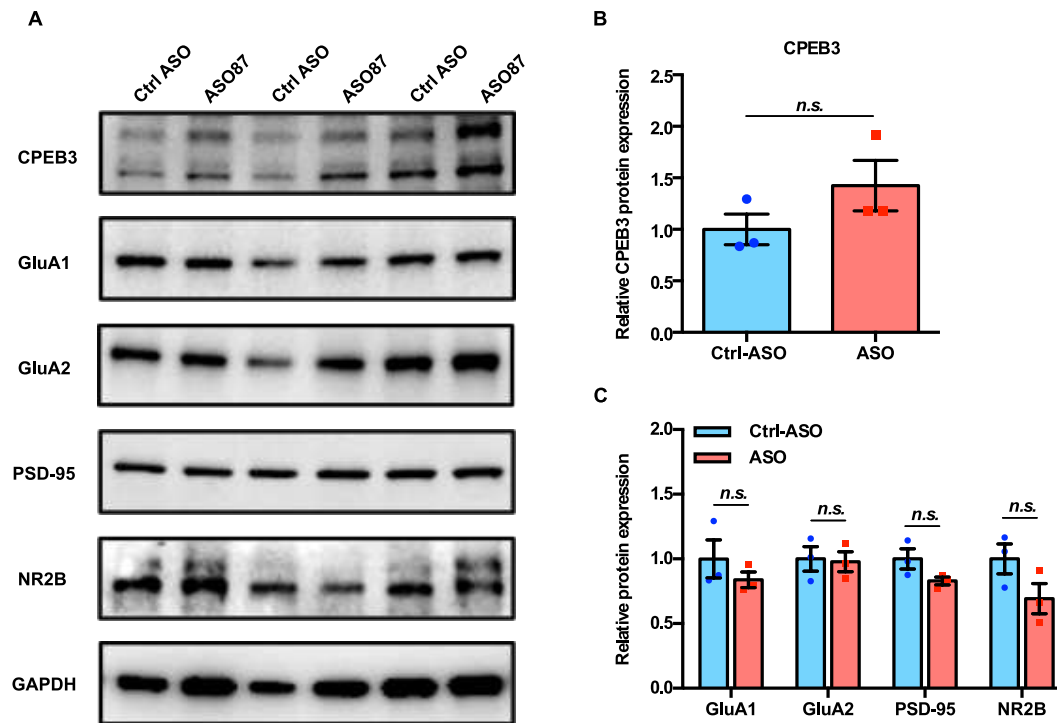 A
Ctrl ASO ASO87 Ctrl ASO ASO87 Ctrl ASO ASO87
CPEB3
GluA1
GluA2
PSD-95
NR2B
GAPDH
B
CPEB3
Relative CPEB3 protein expression
2.5
2.0
1.5
1.0
0.5
0.0
n.s.
Ctrl-ASO ASO
C
Relative protein expression
2.0
1.5
1.0
0.5
0.0
Ctrl-ASO
ASO
n.s. n.s. n.s. n.s.
GluA1 GluA2 PSD-95 NR2B